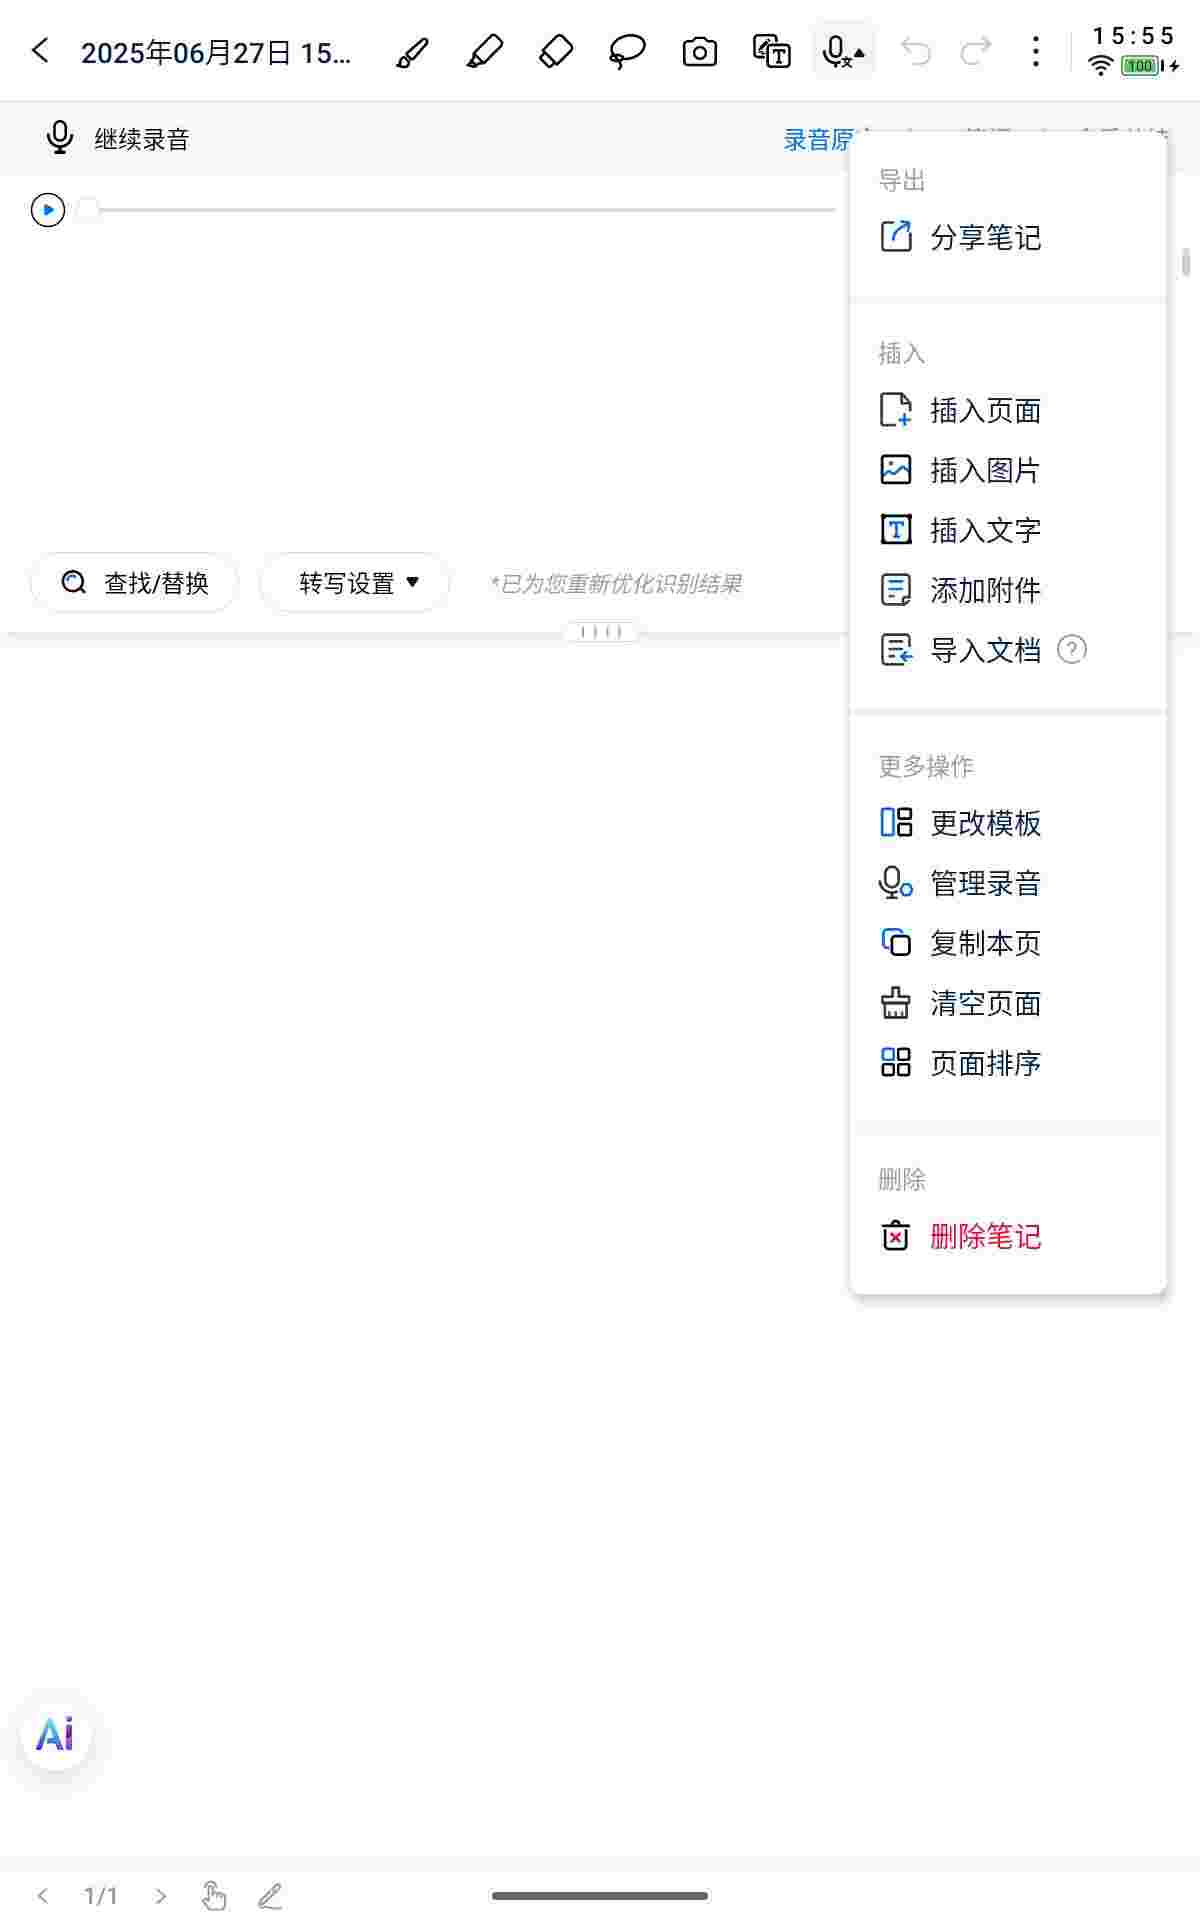 2025年06月27日 15...
15:55
100
继续录音
录音原
导出
分享笔记
插入
插入页面
插入图片
插入文字
添加附件
导入文档 ?
查找/替换
转写设置
*已为您重新优化识别结果
更多操作
更改模板
管理录音
复制本页
清空页面
页面排序
删除
删除笔记
Ai
1/1